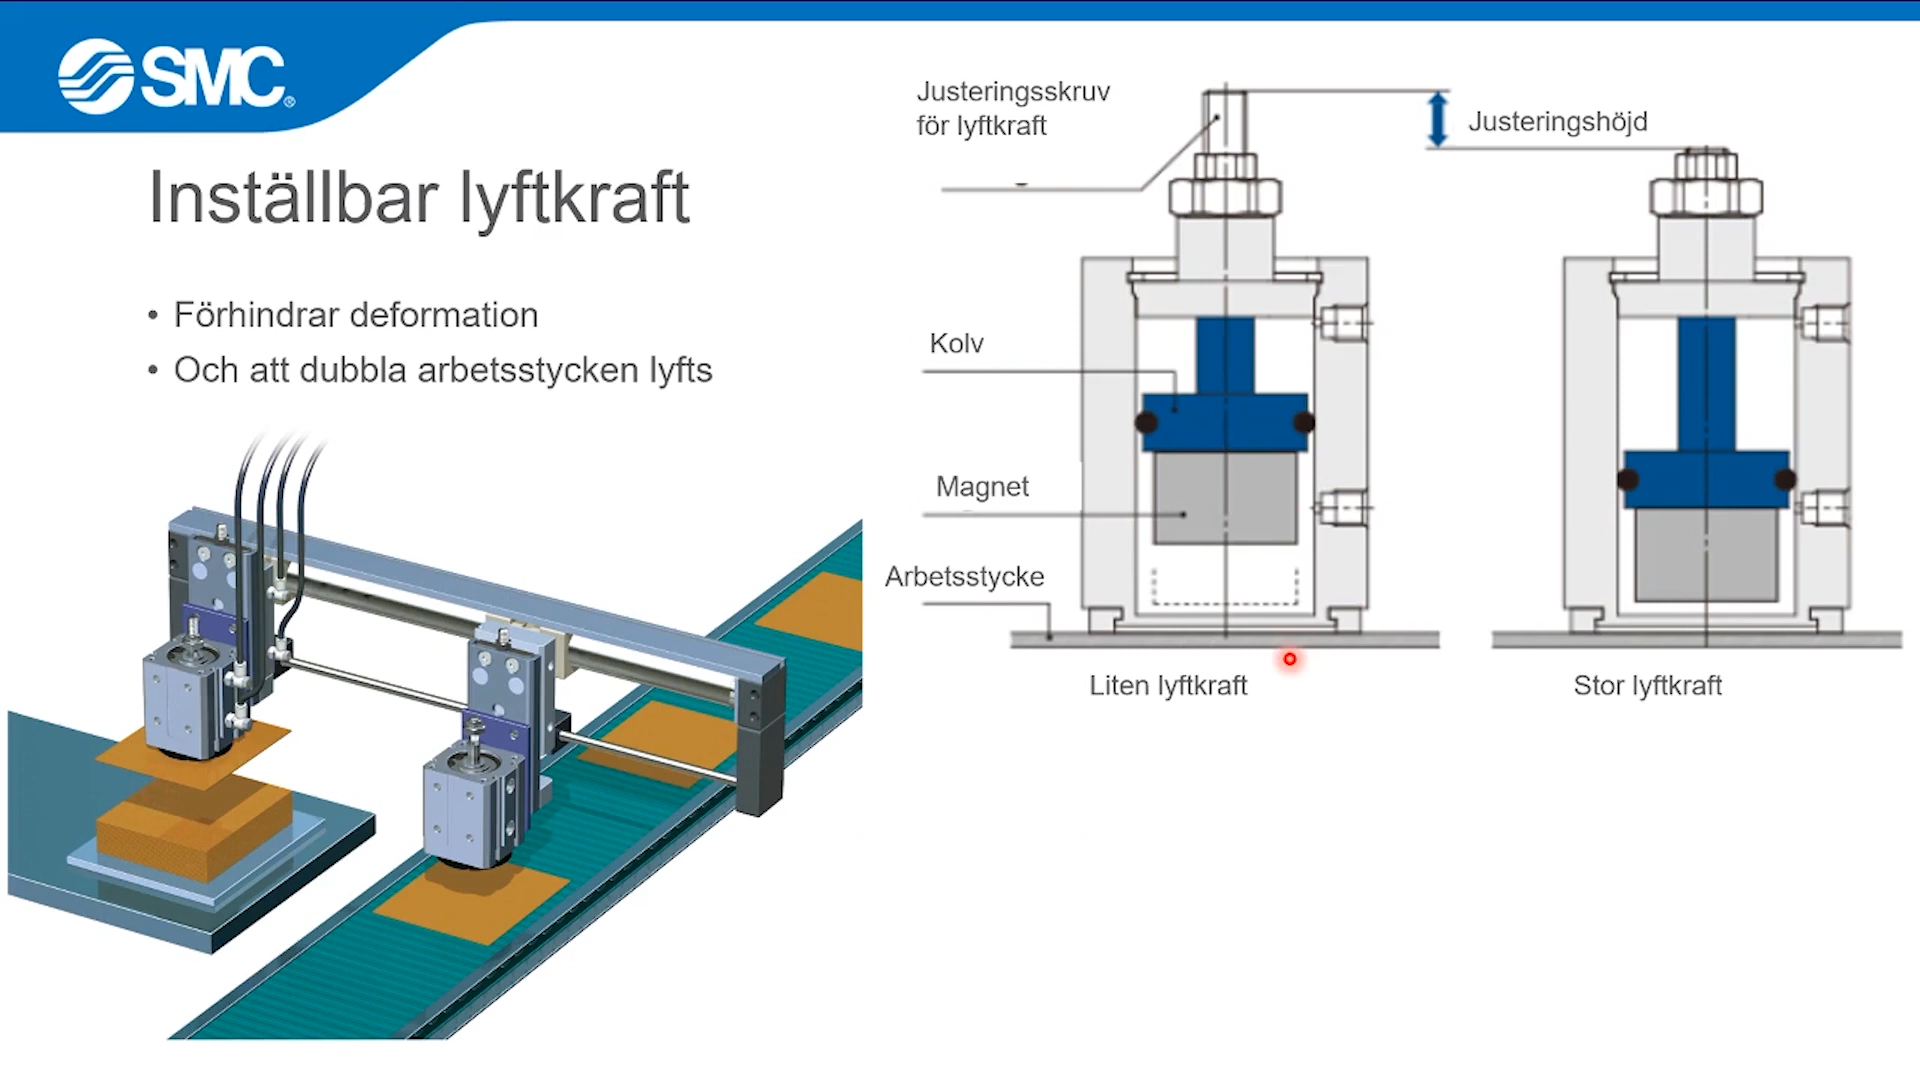 SMC®
Inställbar lyftkraft
• Förhindrar deformation
• Och att dubbla arbetsstycken lyfts
Justeringsskruv
för lyftkraft
Justeringshöjd
Kolv
Magnet
Arbetsstycke
Liten lyftkraft
Stor lyftkraft